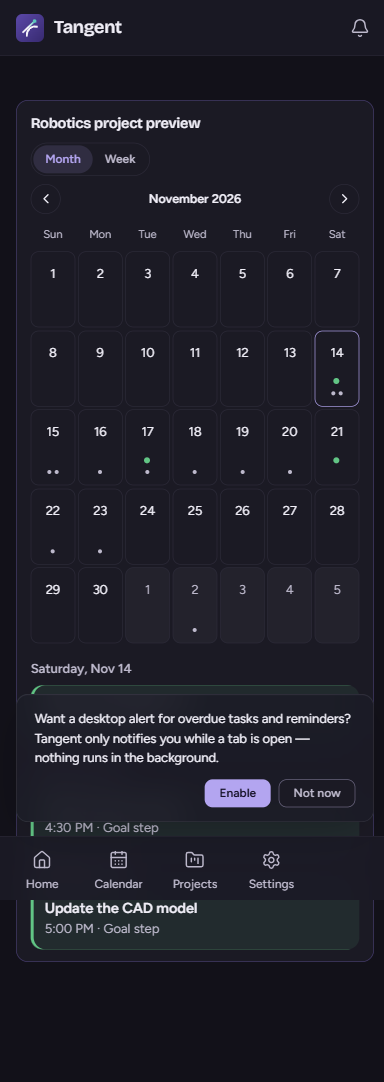 Tangent
Robotics project preview
Month Week
November 2026
Sun Mon Tue Wed Thu Fri Sat
1 2 3 4 5 6 7
8 9 10 11 12 13 14
15 16 17 18 19 20 21
22 23 24 25 26 27 28
29 30 1 2 3 4 5
Saturday, Nov 14
Want a desktop alert for overdue tasks and reminders?
Tangent only notifies you while a tab is open —
nothing runs in the background.
Enable Not now
4:30 PM · Goal step
Home Calendar Projects Settings
Update the CAD model
5:00 PM · Goal step